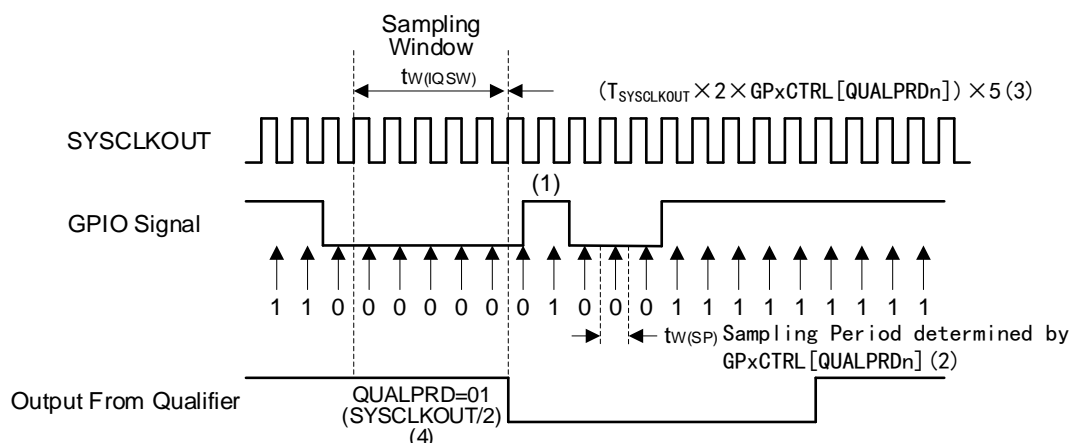 Sampling
Window
tW(IQSW)
(TSYSCLKOUT×2×GPxCTRL[QUALPRDn])×5(3)
SYSCLKOUT
(1)
GPIO Signal
1 1 0 0 0 0 0 0 0 1 0 0 0 1 1 1 1 1 1 1 1 1
tW(SP) Sampling Period determined by
GPxCTRL[QUALPRDn](2)
Output From Qualifier
QUALPRD=01
(SYSCLKOUT/2)
(4)